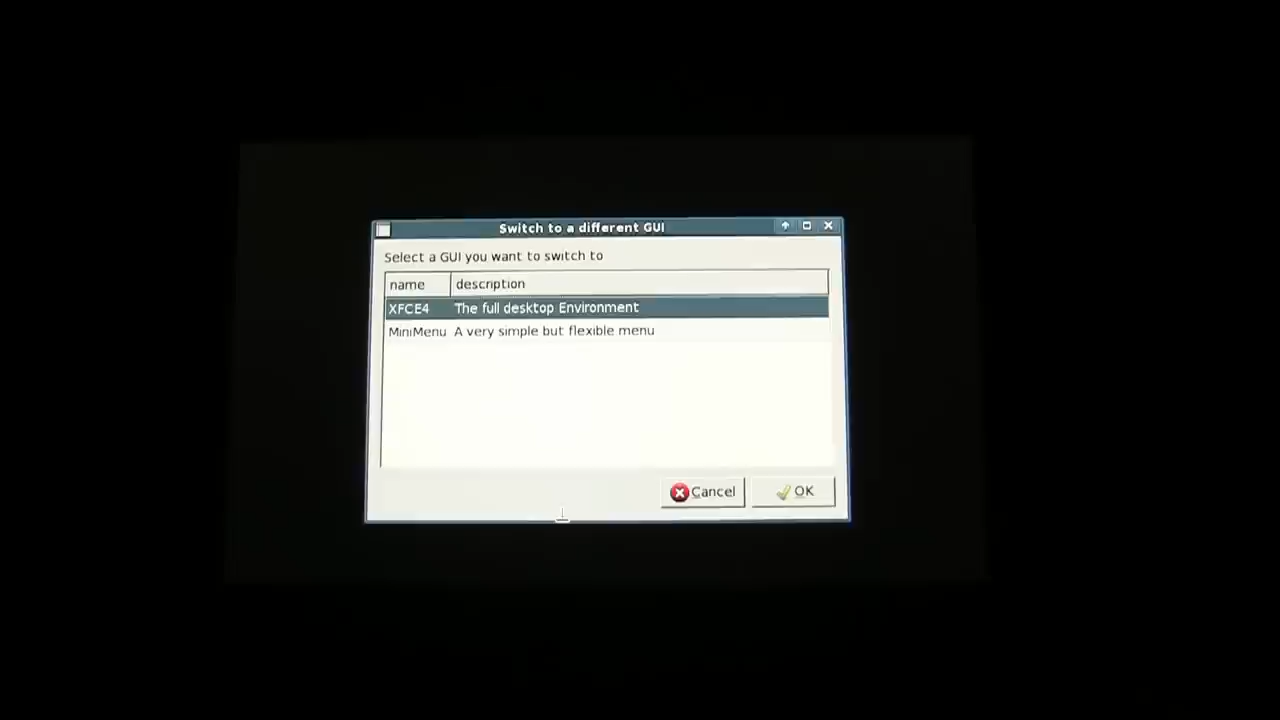 Switch to a different GUI
Select a GUI you want to switch to
name description
XFCE4 The full desktop Environment
MiniMenu A very simple but flexible menu
Cancel OK